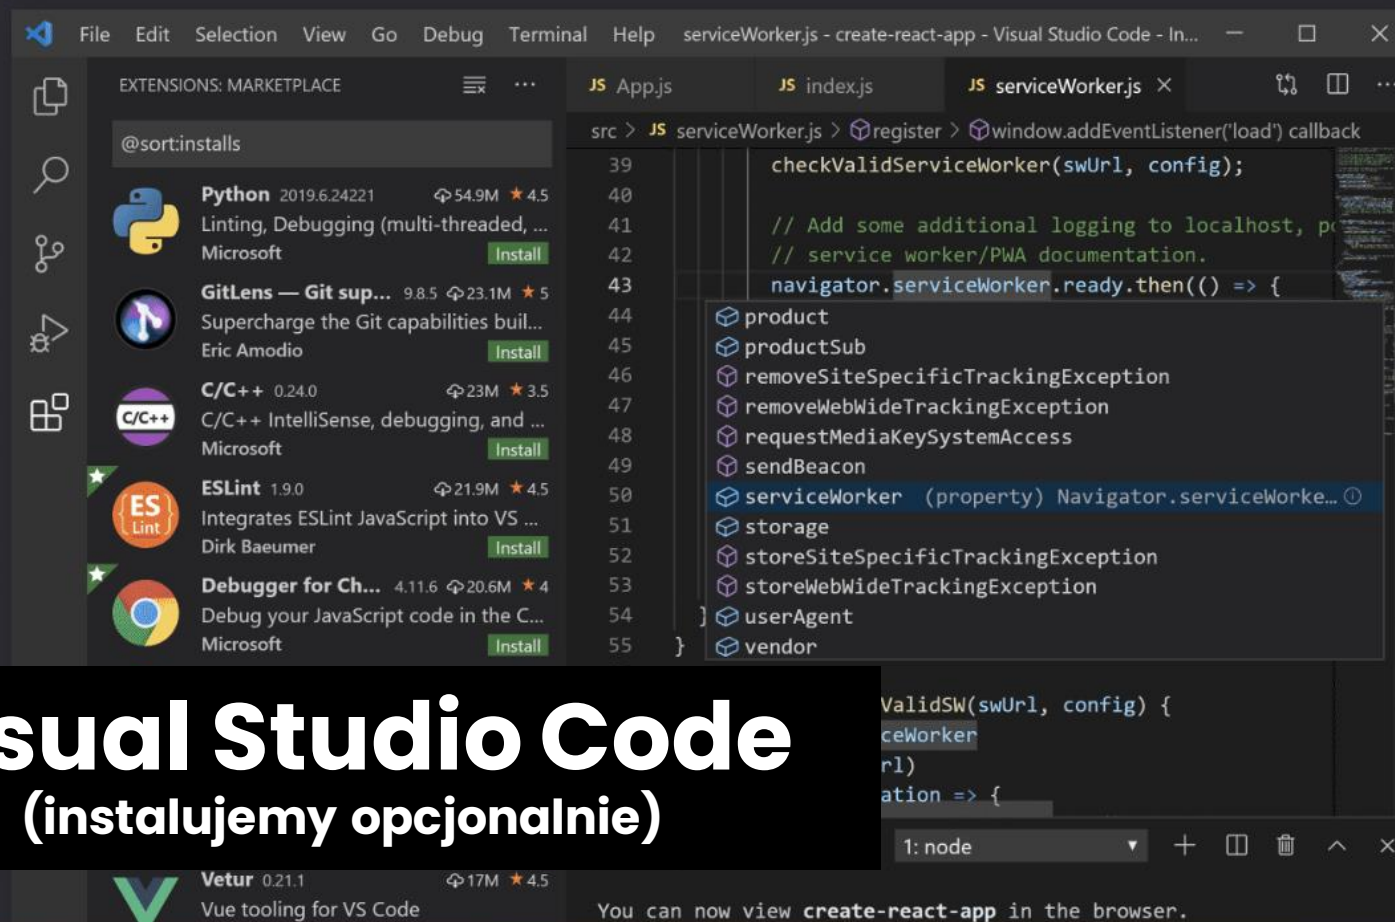 File Edit Selection View Go Debug Terminal Help serviceWorker.js - create-react-app - Visual Studio Code - In...
EXTENSIONS: MARKETPLACE
@sort:installs
Python 2019.6.24221 54.9M ★ 4.5
Linting, Debugging (multi-threaded, ...
Microsoft Install
GitLens — Git sup... 9.8.5 23.1M ★ 5
Supercharge the Git capabilities buil...
Eric Amodio Install
C/C++
C/C++ 0.24.0 23M ★ 3.5
C/C++ IntelliSense, debugging, and ...
Microsoft Install
ES
Lint
ESLint 1.9.0 21.9M ★ 4.5
Integrates ESLint JavaScript into VS ...
Dirk Baeumer Install
Debugger for Ch... 4.11.6 20.6M ★ 4
Debug your JavaScript code in the C...
Microsoft Install
Vetur 0.21.1 17M ★ 4.5
Vue tooling for VS Code
JS App.js JS index.js JS serviceWorker.js ×
src > JS serviceWorker.js > register > window.addEventListener('load') callback
39 checkValidServiceWorker(swUrl, config);
40
41 // Add some additional logging to localhost, po
42 // service worker/PWA documentation.
43 navigator.serviceWorker.ready.then(() => {
44 product
45 productSub
46 removeSiteSpecificTrackingException
47 removeWebWideTrackingException
48 requestMediaKeySystemAccess
49 sendBeacon
50 serviceWorker (property) Navigator.serviceWorke...
51 storage
52 storeSiteSpecificTrackingException
53 storeWebWideTrackingException
54 } userAgent
55 } vendor
ValidSW(swUrl, config) {
ceWorker
rl)
ation => {
sual Studio Code
(instalujemy opcjonalnie)
1: node
You can now view create-react-app in the browser.